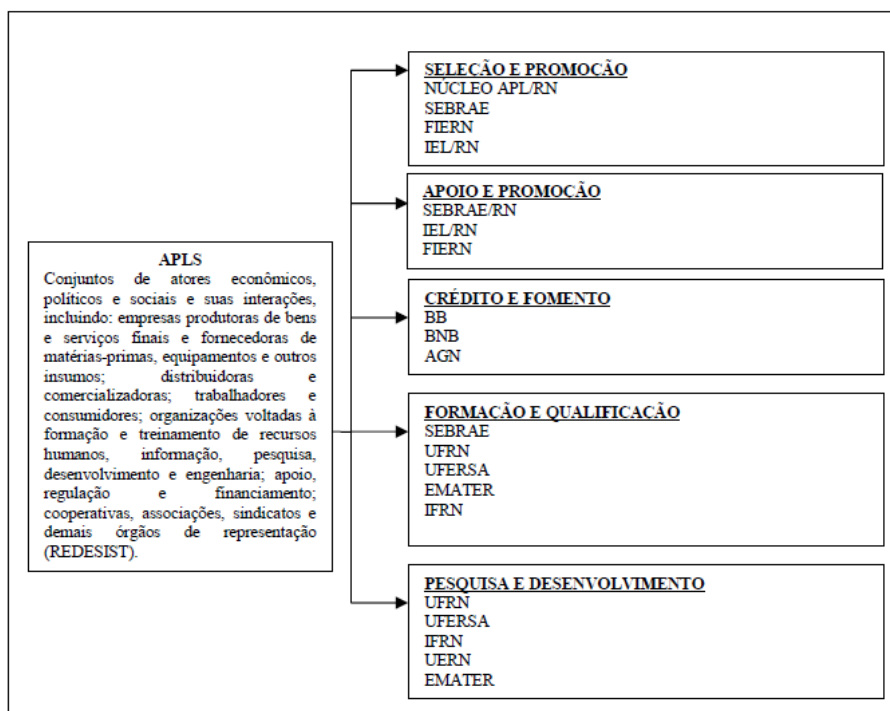 APLS
Conjuntos de atores econômicos,
políticos e sociais e suas interações,
incluindo: empresas produtoras de bens
e serviços finais e fornecedoras de
matérias-primas, equipamentos e outros
insumos; distribuidoras e
comercializadoras; trabalhadores e
consumidores; organizações voltadas à
formação e treinamento de recursos
humanos, informação, pesquisa,
desenvolvimento e engenharia; apoio,
regulação e financiamento;
cooperativas, associações, sindicatos e
demais órgãos de representação
(REDESIST).
SELEÇÃO E PROMOÇÃO
NÚCLEO APL/RN
SEBRAE
FIERN
IEL/RN
APOIO E PROMOÇÃO
SEBRAE/RN
IEL/RN
FIERN
CRÉDITO E FOMENTO
BB
BNB
AGN
FORMAÇÃO E QUALIFICAÇÃO
SEBRAE
UFRN
UFERSA
EMATER
IFRN
PESQUISA E DESENVOLVIMENTO
UFRN
UFERSA
IFRN
UERN
EMATER